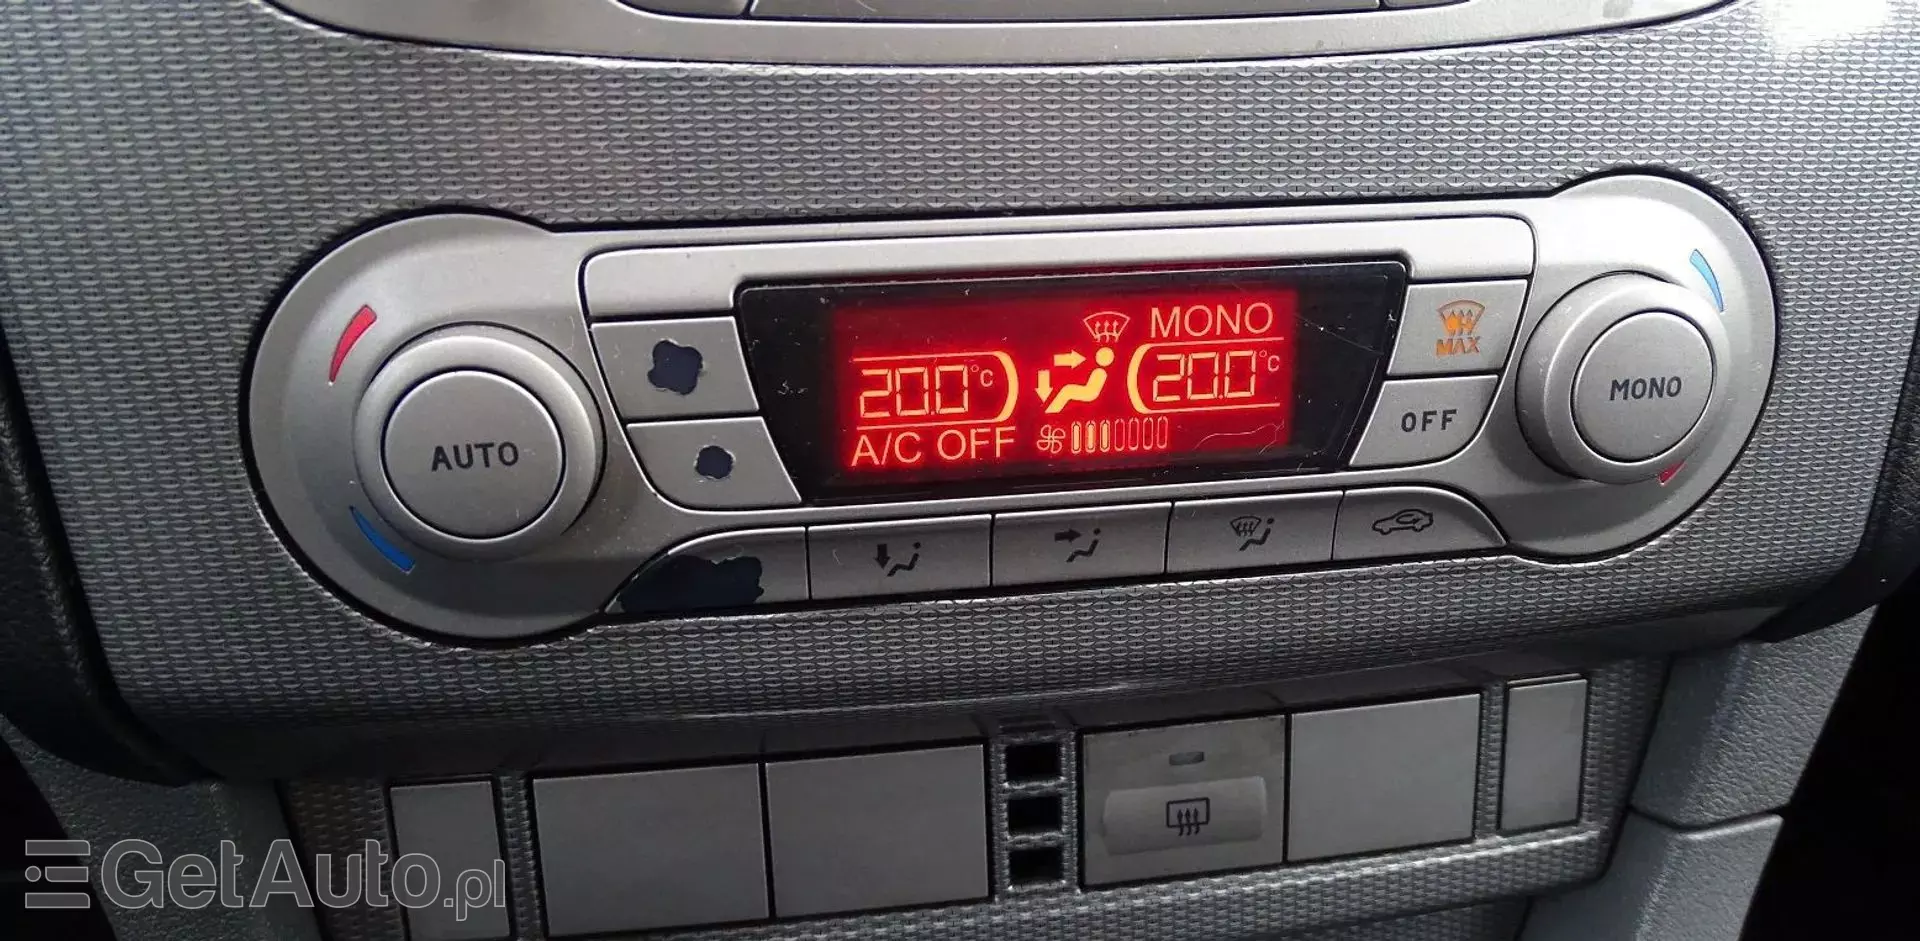 MONO
20.0°C 20.0°C
A/C OFF
AUTO
MAX
OFF
MONO
GetAuto.pl